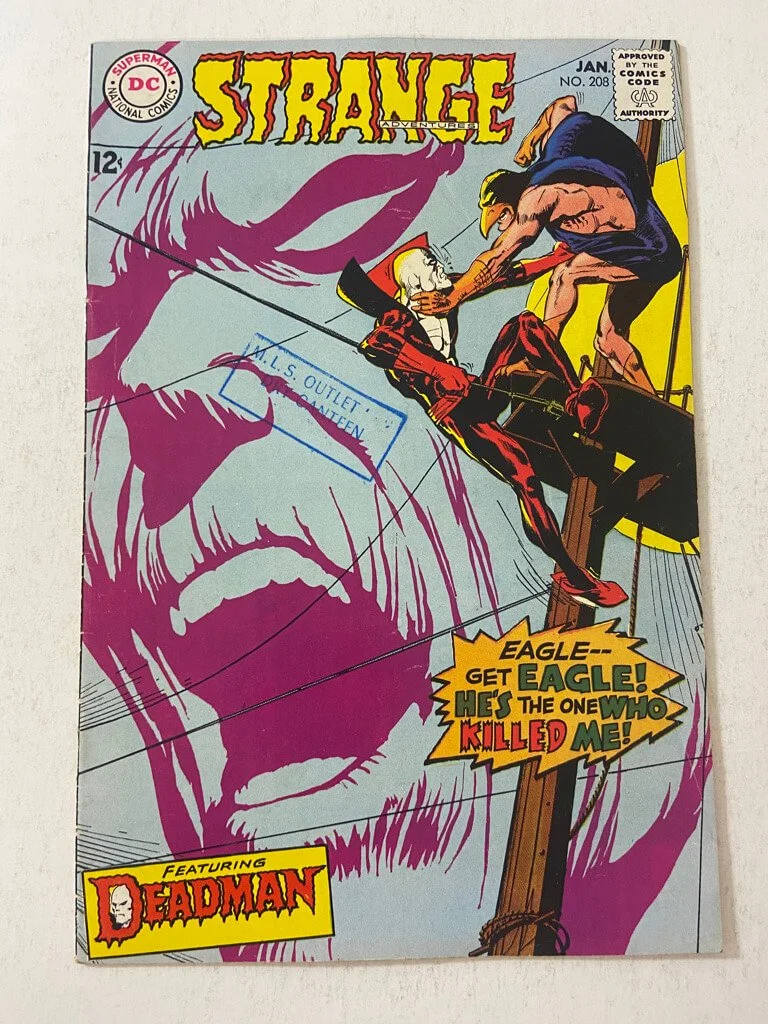 SUPERMAN
DC
NATIONAL COMICS
STRANGE
ADVENTURES
12¢
JAN.
NO. 208
APPROVED
BY THE
COMICS
CODE
CA
AUTHORITY
M.L.S. OUTLET
CANTEEN
EAGLE--
GET EAGLE!
HE'S THE ONE WHO
KILLED ME!
FEATURING
DEADMAN